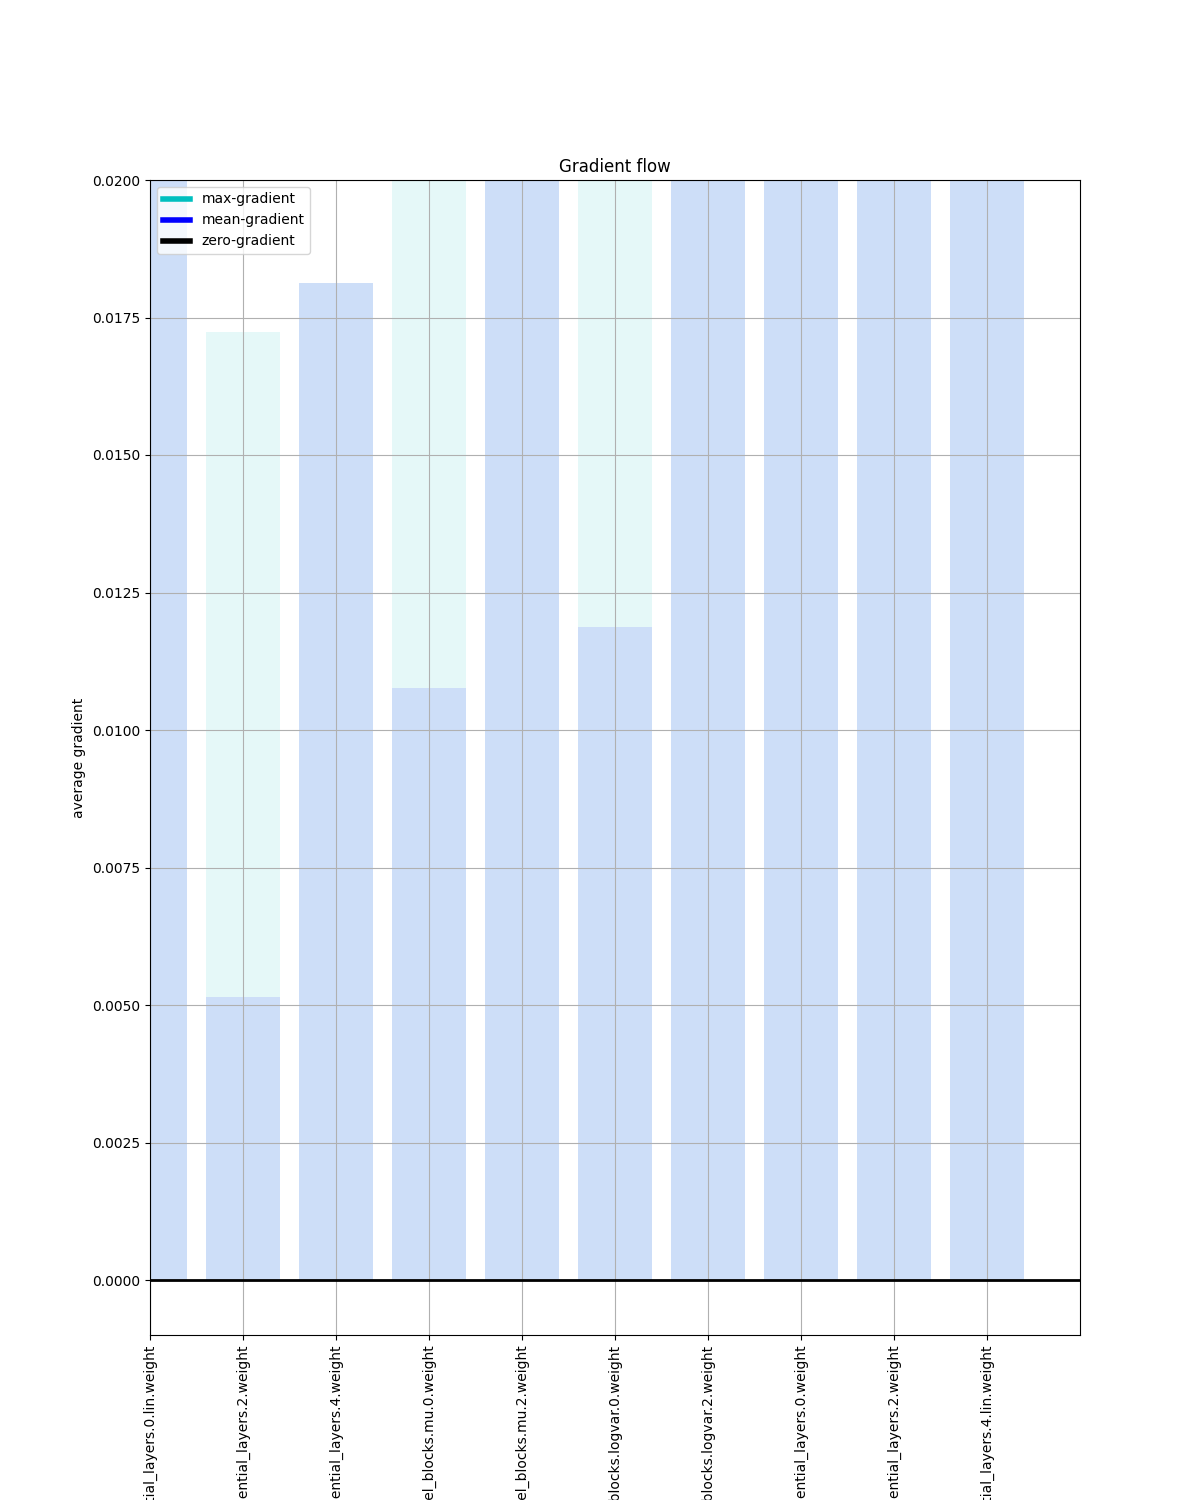 Gradient flow
max-gradient
mean-gradient
zero-gradient
0.0200
0.0175
0.0150
0.0125
0.0100
0.0075
0.0050
0.0025
0.0000
average gradient
tial_layers.0.lin.weight
ential_layers.2.weight
ential_layers.4.weight
el_blocks.mu.0.weight
el_blocks.mu.2.weight
blocks.logvar.0.weight
blocks.logvar.2.weight
ential_layers.0.weight
ential_layers.2.weight
tial_layers.4.lin.weight